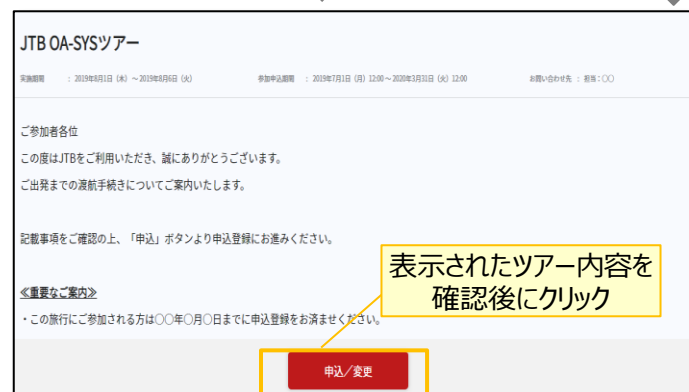 JTB OA-SYSツアー
実施期間 : 2019年8月1日（木）～2019年8月6日（火） 参加申込期間 : 2019年7月1日（月）12:00～2020年3月31日（火）12:00 お問い合わせ先 : 担当：〇〇
ご参加者各位
この度はJTBをご利用いただき、誠にありがとうございます。
ご出発までの渡航手続きについてご案内いたします。
記載事項をご確認の上、「申込」ボタンより申込登録にお進みください。
表示されたツアー内容を
確認後にクリック
≪重要なご案内≫
・この旅行にご参加される方は〇〇年〇月〇日までに申込登録をお済ませください。
申込／変更